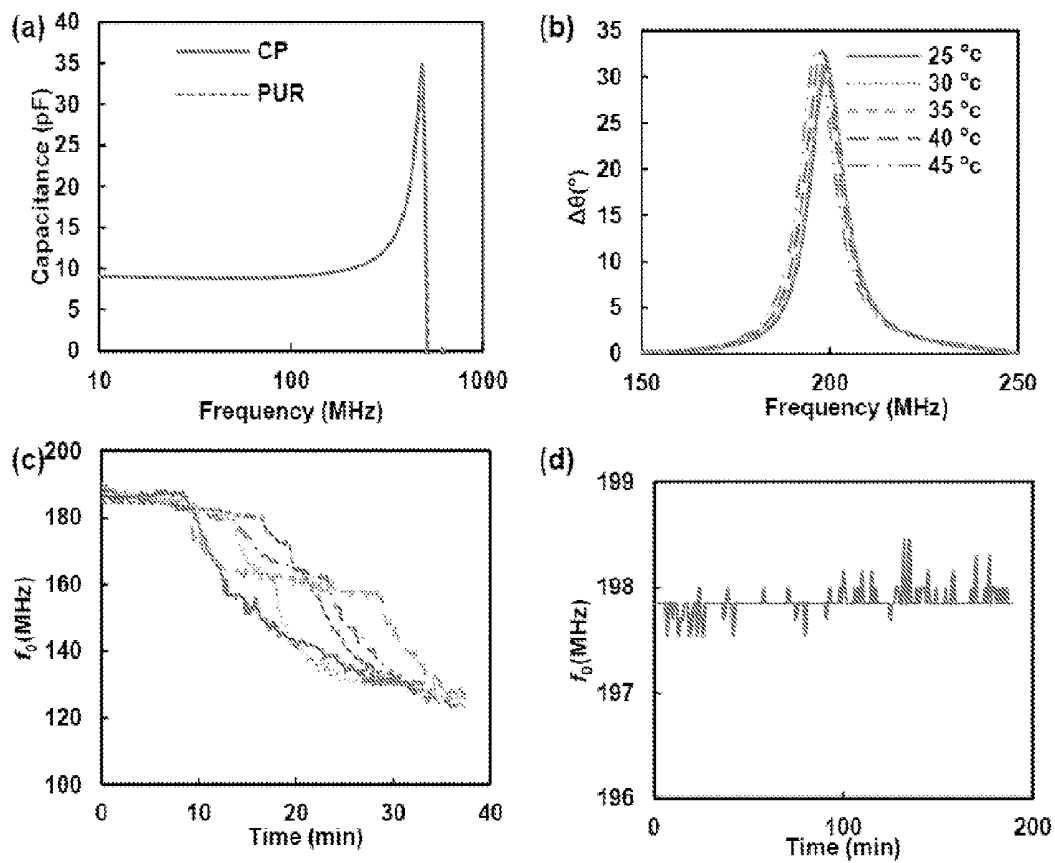 (a)
40
35
30
25
20
15
10
5
0
Capacitance (pF)
CP
PUR
10
100
1000
Frequency (MHz)
(b)
35
30
25
20
15
10
5
0
Δθ(°)
25 °c
30 °c
35 °c
40 °c
45 °c
150
200
250
Frequency (MHz)
(c)
200
180
160
140
120
100
f₀(MHz)
0
10
20
30
40
Time (min)
(d)
199
198
197
196
f₀(MHz)
0
100
200
Time (min)